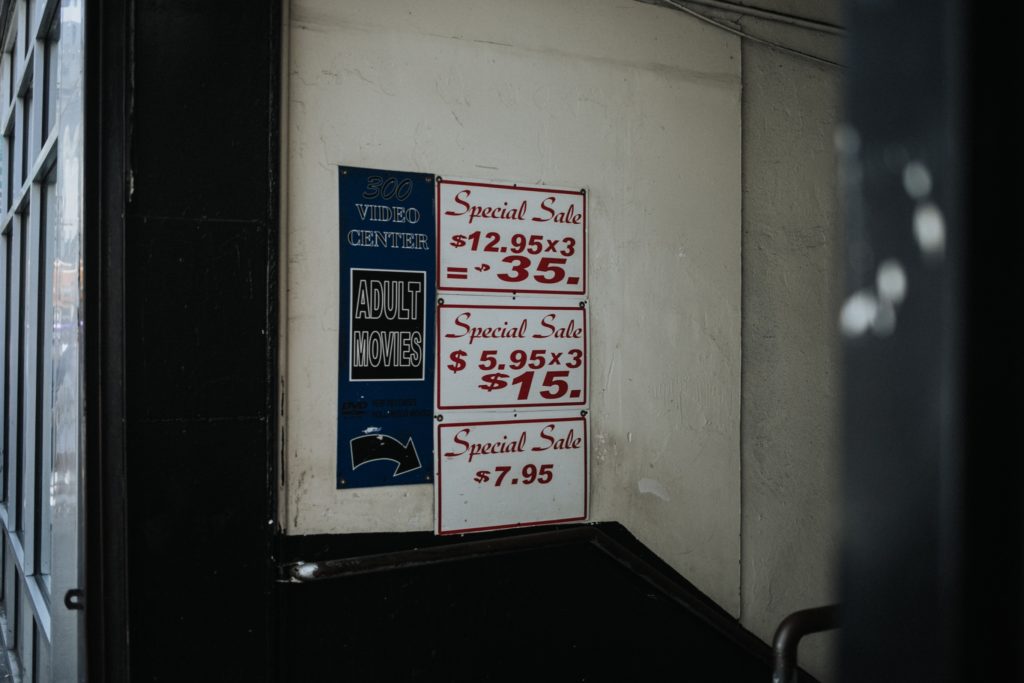 300
VIDEO
CENTER
ADULT
MOVIES
DVD
Special Sale
$12.95x3
= $35.
Special Sale
$ 5.95x3
$15.
Special Sale
$7.95